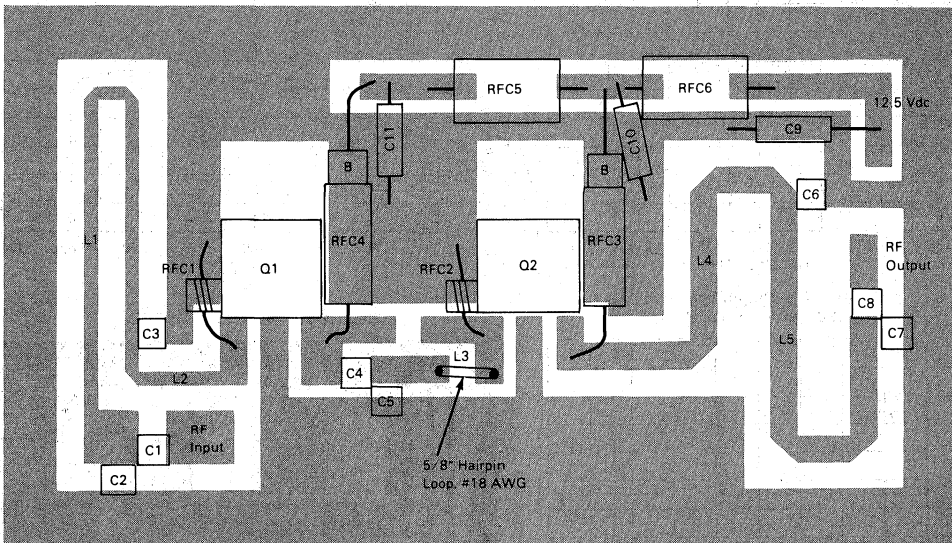 RFC5
RFC6
12.5 Vdc
C11
C10
C9
B
B
C6
L1
RFC1
Q1
RFC4
RFC2
Q2
RFC3
L4
RF
Output
C8
C7
C3
L2
C4
L3
C5
L5
C1
RF
Input
C2
5/8" Hairpin
Loop, #18 AWG